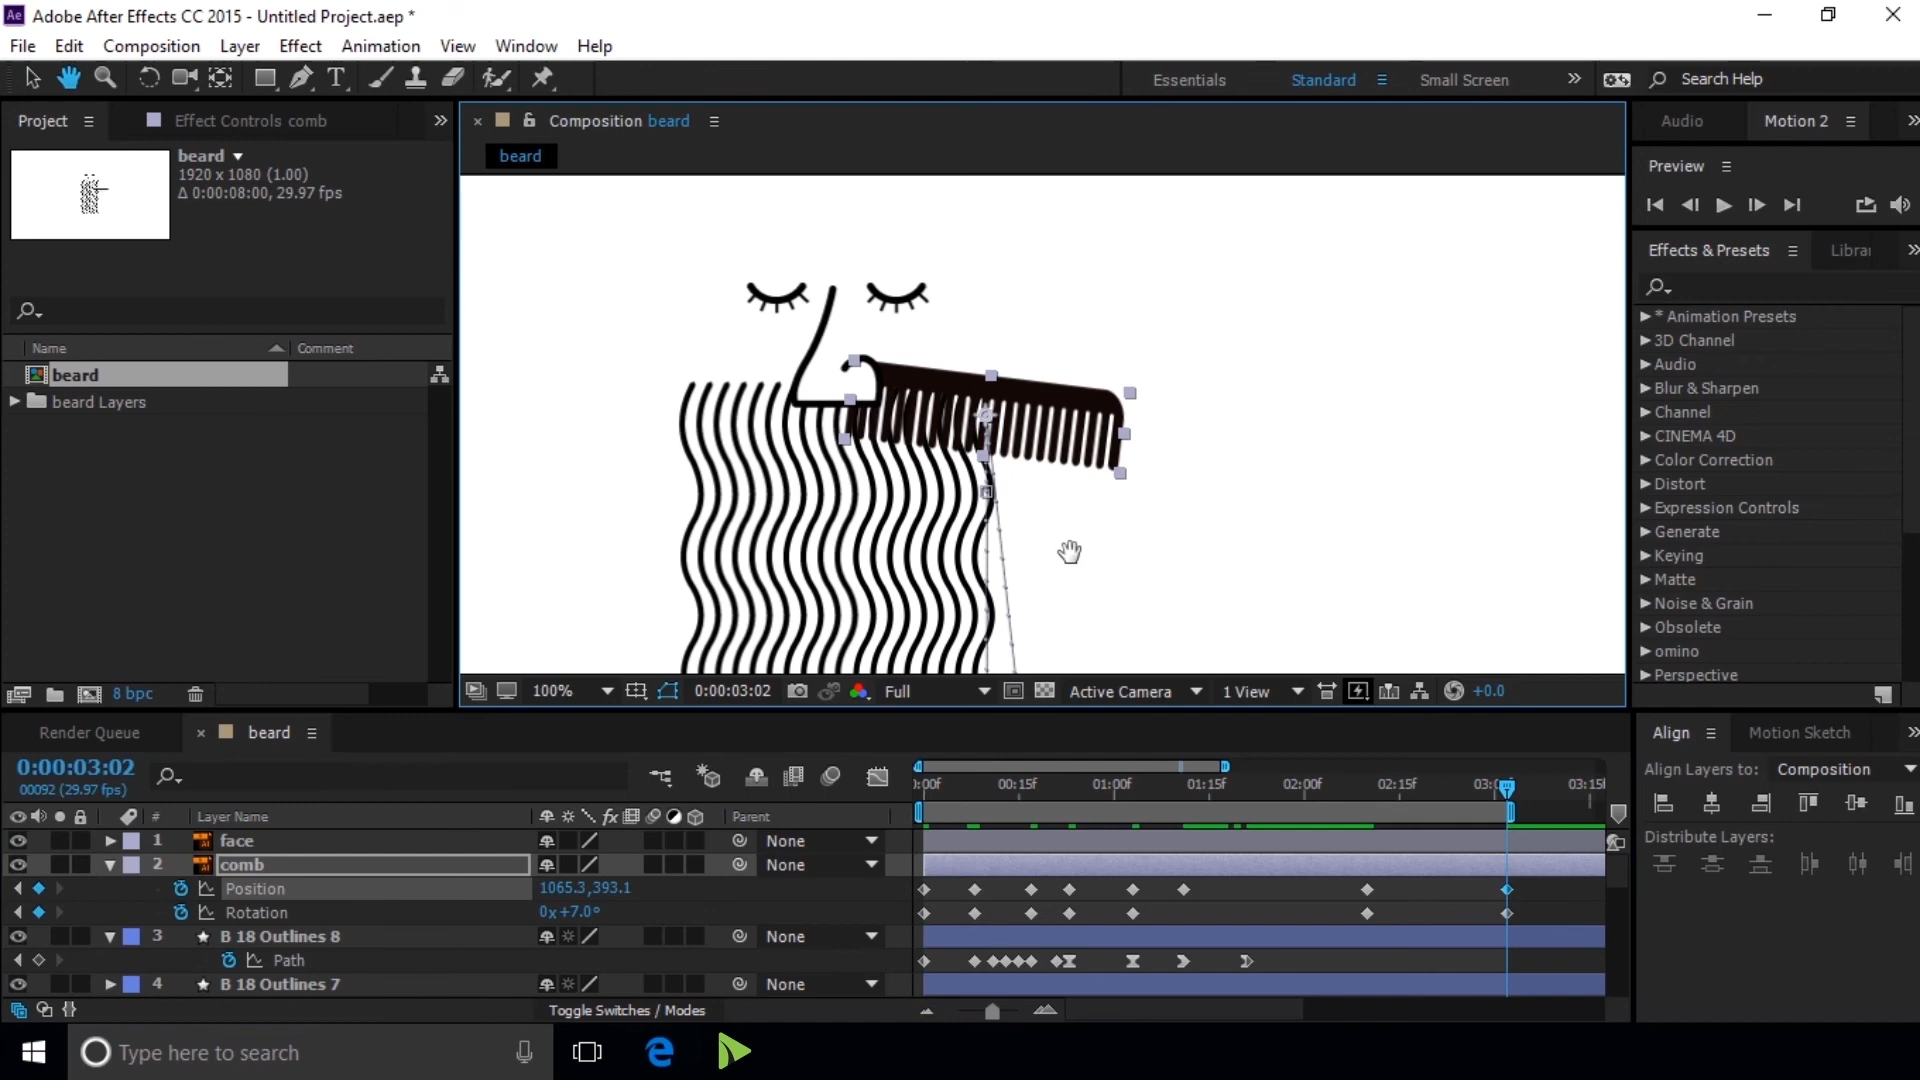 Ae Adobe After Effects CC 2015 - Untitled Project.aep *
File Edit Composition Layer Effect Animation View Window Help
T Essentials Standard Small Screen Search Help
Project Effect Controls comb
beard
1920 x 1080 (1.00)
Δ 0:00:08:00, 29.97 fps
Name Comment
beard
beard Layers
8 bpc
Composition beard
beard
100% 0:00:03:02 Full Active Camera 1 View +0.0
Audio Motion 2
Preview
Effects & Presets Librar
* Animation Presets
3D Channel
Audio
Blur & Sharpen
Channel
CINEMA 4D
Color Correction
Distort
Expression Controls
Generate
Keying
Matte
Noise & Grain
Obsolete
omino
Perspective
Render Queue beard
0:00:03:02
00092 (29.97 fps)
):00f 00:15f 01:00f 01:15f 02:00f 02:15f 03:0 03:15f
# Layer Name fx Parent
1 face None
2 comb None
Position 1065.3,393.1
Rotation 0x+7.0°
3 B 18 Outlines 8 None
Path
4 B 18 Outlines 7 None
Toggle Switches / Modes
Align Motion Sketch
Align Layers to: Composition
Distribute Layers:
Type here to search